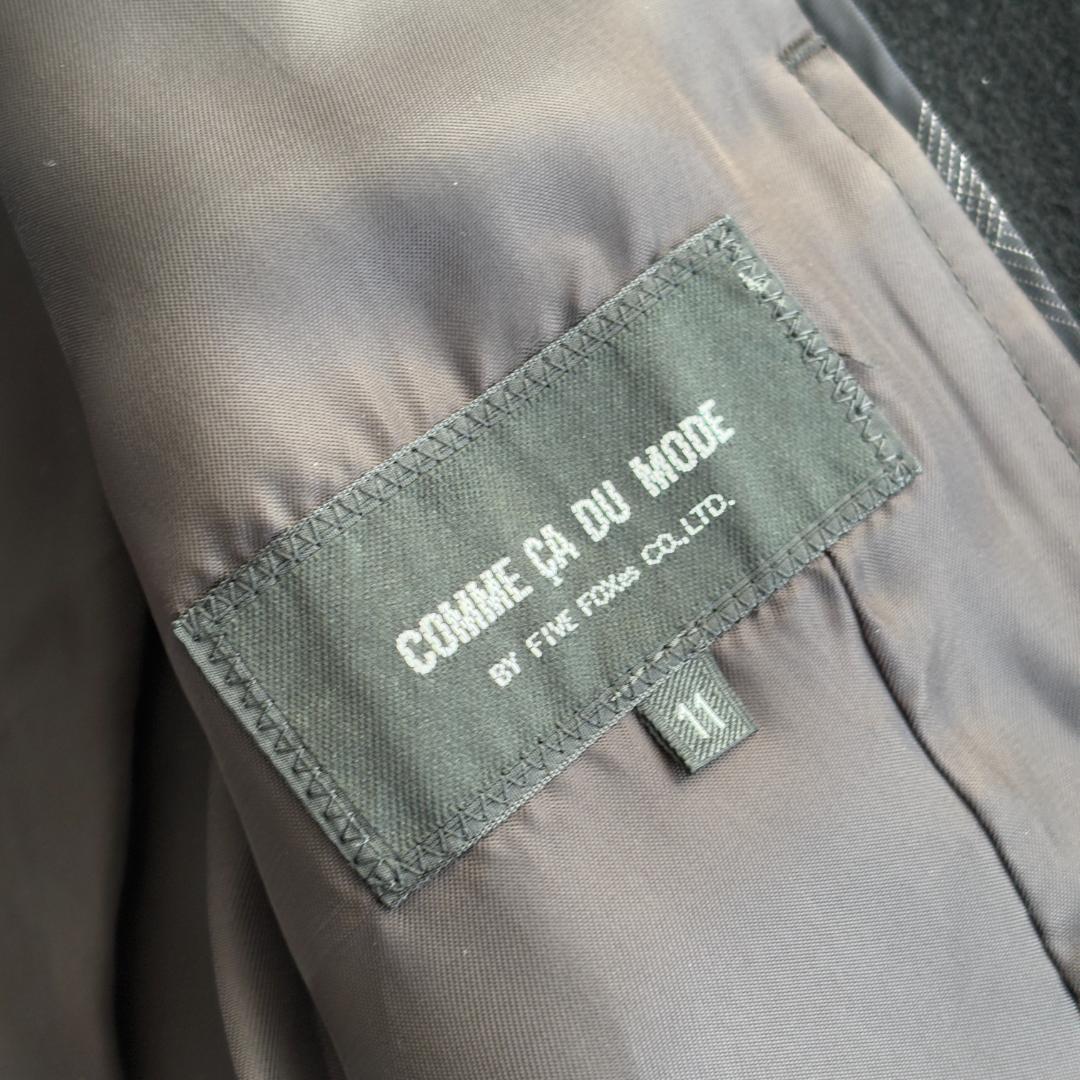 COMME ÇA DU MODE
BY FIVE FOXes CO.,LTD.
11